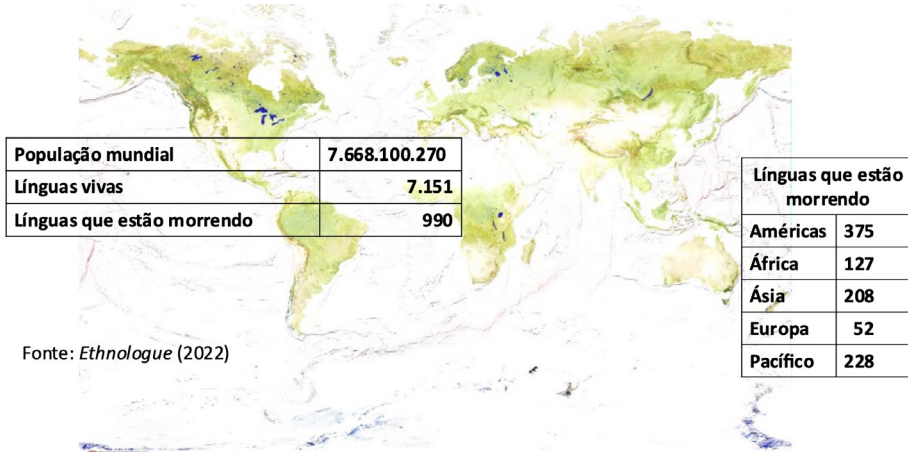 População mundial 7.668.100.270
Línguas vivas 7.151
Línguas que estão morrendo 990
Línguas que estão
morrendo
Américas 375
África 127
Ásia 208
Europa 52
Pacífico 228
Fonte: Ethnologue (2022)